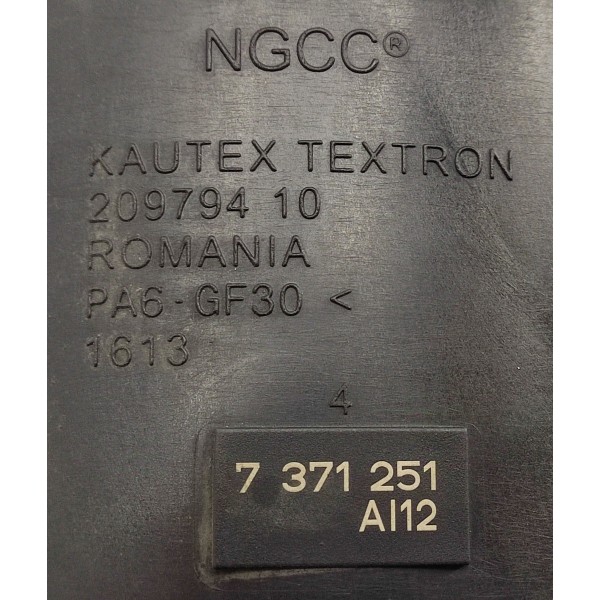 NGCC®
KAUTEX TEXTRON
209794 10
ROMANIA
PA6-GF30 <
1613
4
7 371 251
AI12